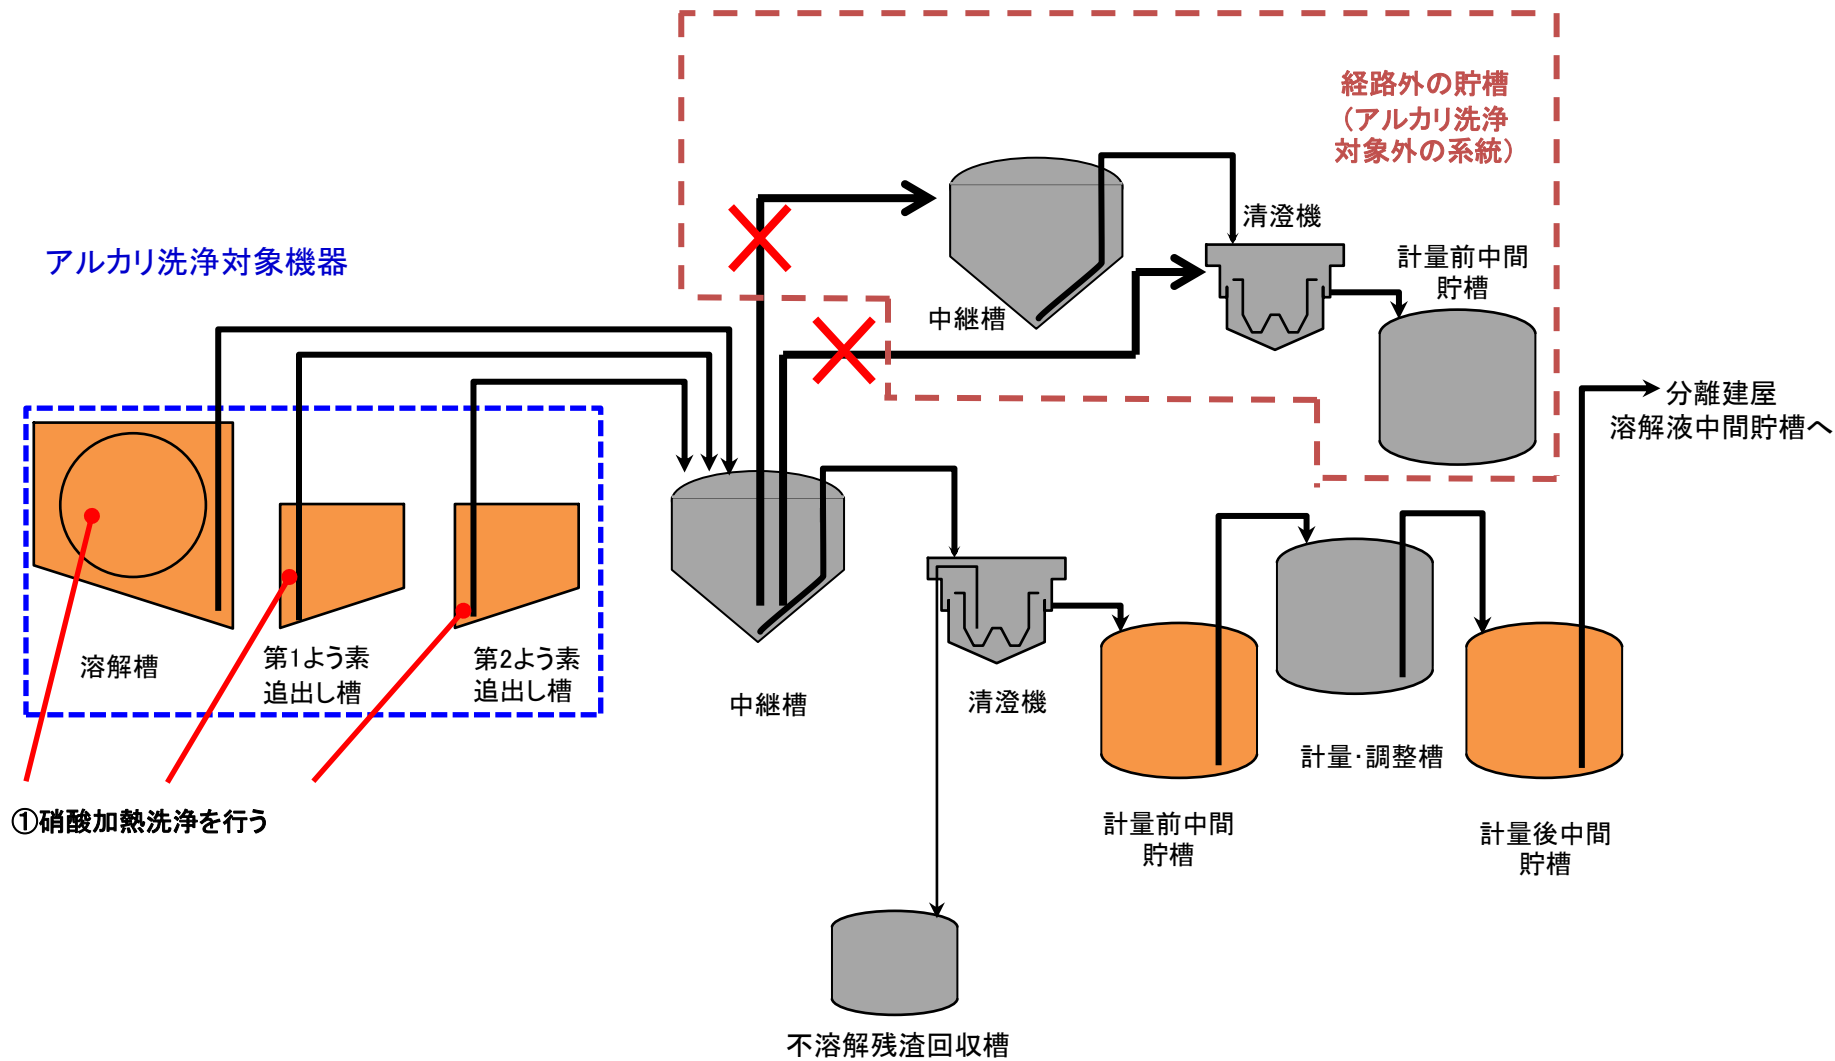 経路外の貯槽
(アルカリ洗浄
対象外の系統)
清澄機
計量前中間
貯槽
中継槽
アルカリ洗浄対象機器
分離建屋
溶解液中間貯槽へ
溶解槽
第1よう素
追出し槽
第2よう素
追出し槽
中継槽
清澄機
計量・調整槽
①硝酸加熱洗浄を行う
計量前中間
貯槽
計量後中間
貯槽
不溶解残渣回収槽